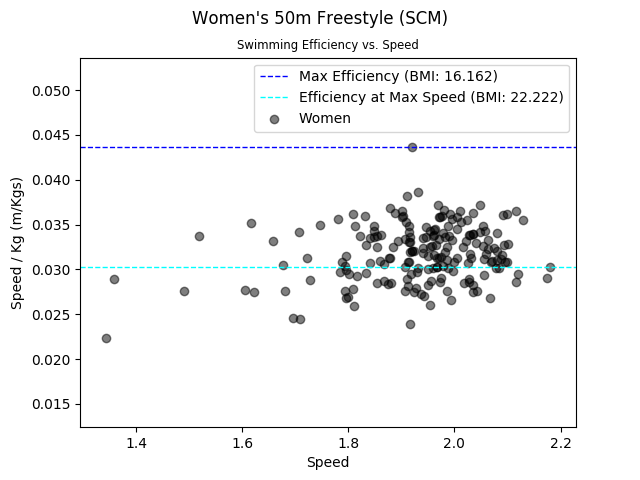 Women's 50m Freestyle (SCM)
Swimming Efficiency vs. Speed
Max Efficiency (BMI: 16.162)
Efficiency at Max Speed (BMI: 22.222)
Women
Speed / Kg (m/Kgs)
0.050
0.045
0.040
0.035
0.030
0.025
0.020
0.015
1.4 1.6 1.8 2.0 2.2
Speed